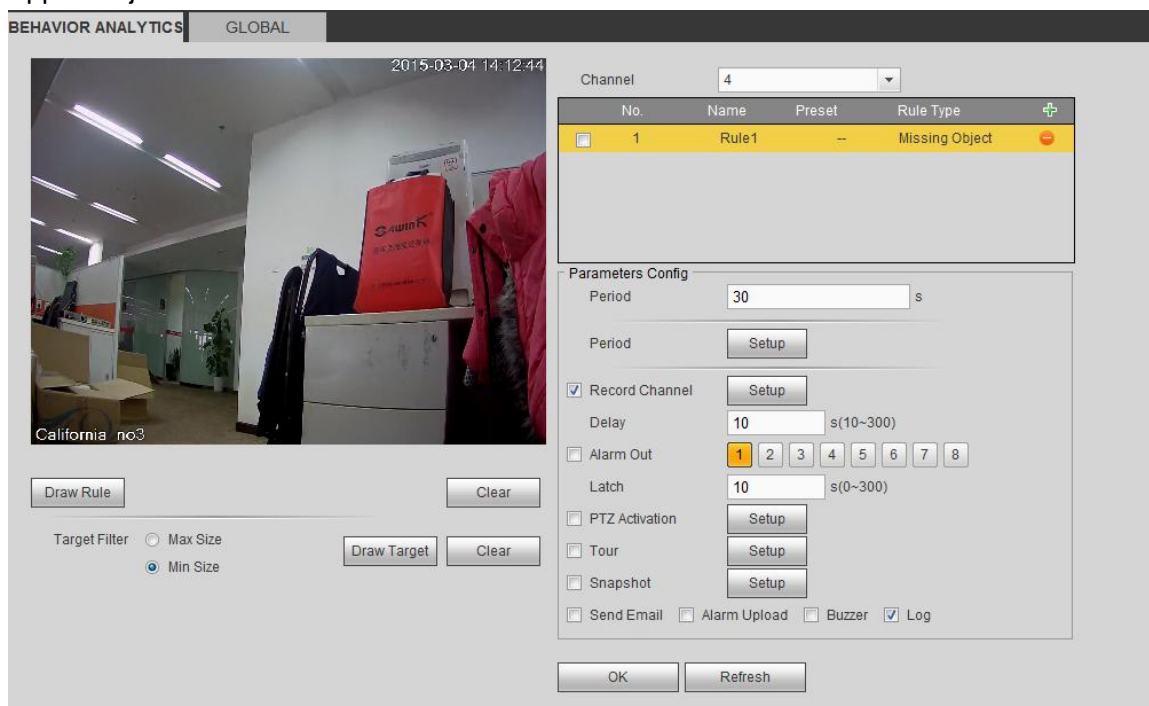 BEHAVIOR ANALYTICS GLOBAL
2015-03-04 14:12:44
California no3
Draw Rule Clear
Target Filter Max Size
Min Size
Draw Target Clear
Channel 4
No. Name Preset Rule Type
1 Rule1 -- Missing Object
Parameters Config
Period 30 s
Period Setup
Record Channel Setup
Delay 10 s(10~300)
Alarm Out 1 2 3 4 5 6 7 8
Latch 10 s(0~300)
PTZ Activation Setup
Tour Setup
Snapshot Setup
Send Email Alarm Upload Buzzer Log
OK Refresh